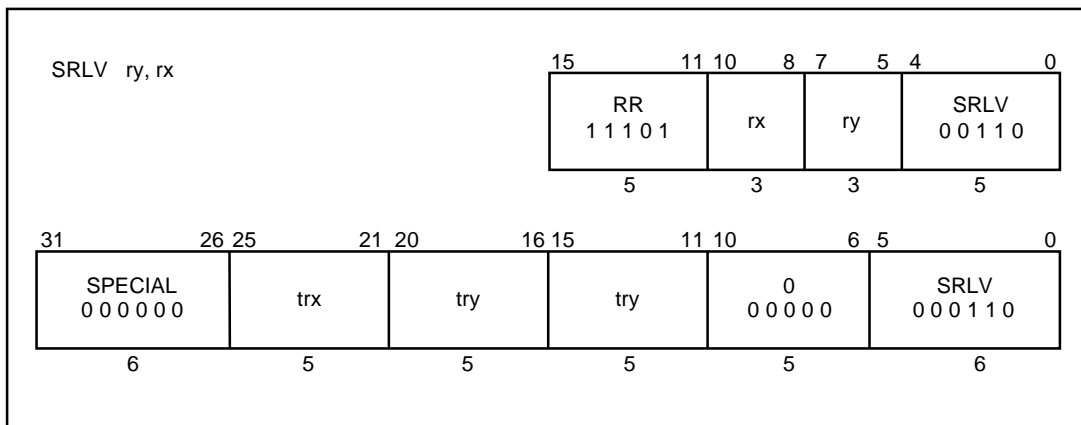 SRLV ry, rx
15 11 10 8 7 5 4 0
RR rx ry SRLV
1 1 1 0 1 0 0 1 1 0
5 3 3 5
31 26 25 21 20 16 15 11 10 6 5 0
SPECIAL trx try try 0 SRLV
0 0 0 0 0 0 0 0 0 0 0 0 0 0 1 1 0
6 5 5 5 5 6